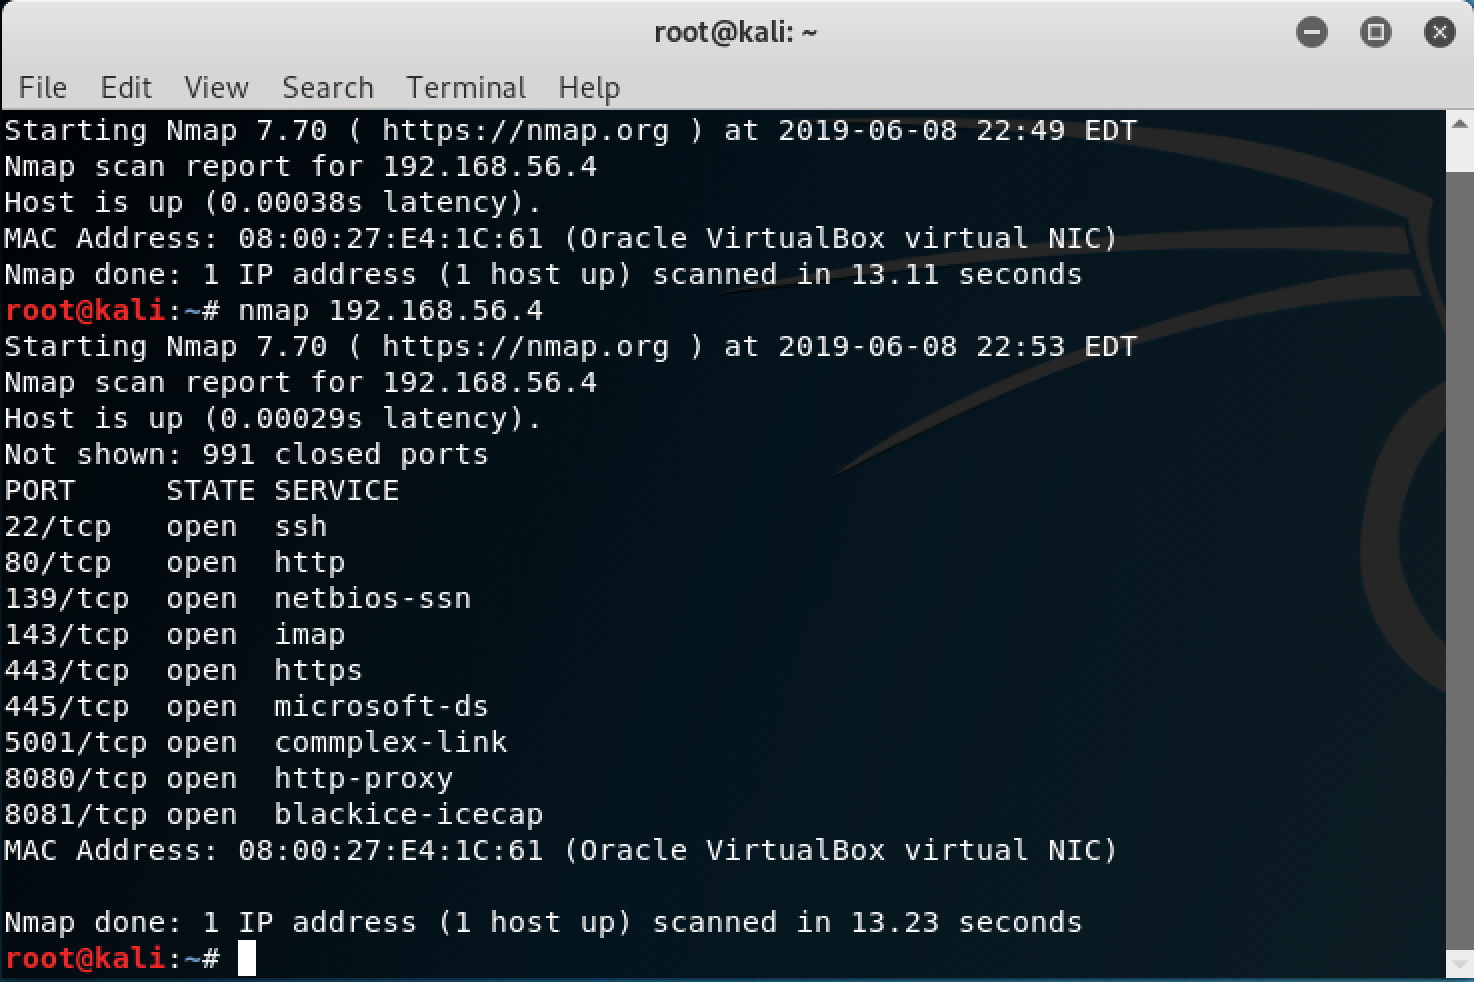 root@kali: ~
File Edit View Search Terminal Help
Starting Nmap 7.70 ( https://nmap.org ) at 2019-06-08 22:49 EDT
Nmap scan report for 192.168.56.4
Host is up (0.00038s latency).
MAC Address: 08:00:27:E4:1C:61 (Oracle VirtualBox virtual NIC)
Nmap done: 1 IP address (1 host up) scanned in 13.11 seconds
root@kali:~# nmap 192.168.56.4
Starting Nmap 7.70 ( https://nmap.org ) at 2019-06-08 22:53 EDT
Nmap scan report for 192.168.56.4
Host is up (0.00029s latency).
Not shown: 991 closed ports
PORT     STATE SERVICE
22/tcp   open  ssh
80/tcp   open  http
139/tcp  open  netbios-ssn
143/tcp  open  imap
443/tcp  open  https
445/tcp  open  microsoft-ds
5001/tcp open  commplex-link
8080/tcp open  http-proxy
8081/tcp open  blackice-icecap
MAC Address: 08:00:27:E4:1C:61 (Oracle VirtualBox virtual NIC)
Nmap done: 1 IP address (1 host up) scanned in 13.23 seconds
root@kali:~#